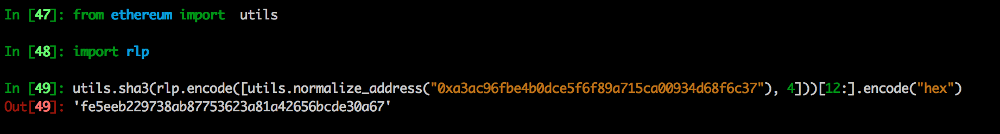 In [47]: from ethereum import  utils
In [48]: import rlp
In [49]: utils.sha3(rlp.encode([utils.normalize_address("0xa3ac96fbe4b0dce5f6f89a715ca00934d68f6c37"), 4]))[12:].encode("hex")
Out[49]: 'fe5eeb229738ab87753623a81a42656bcde30a67'